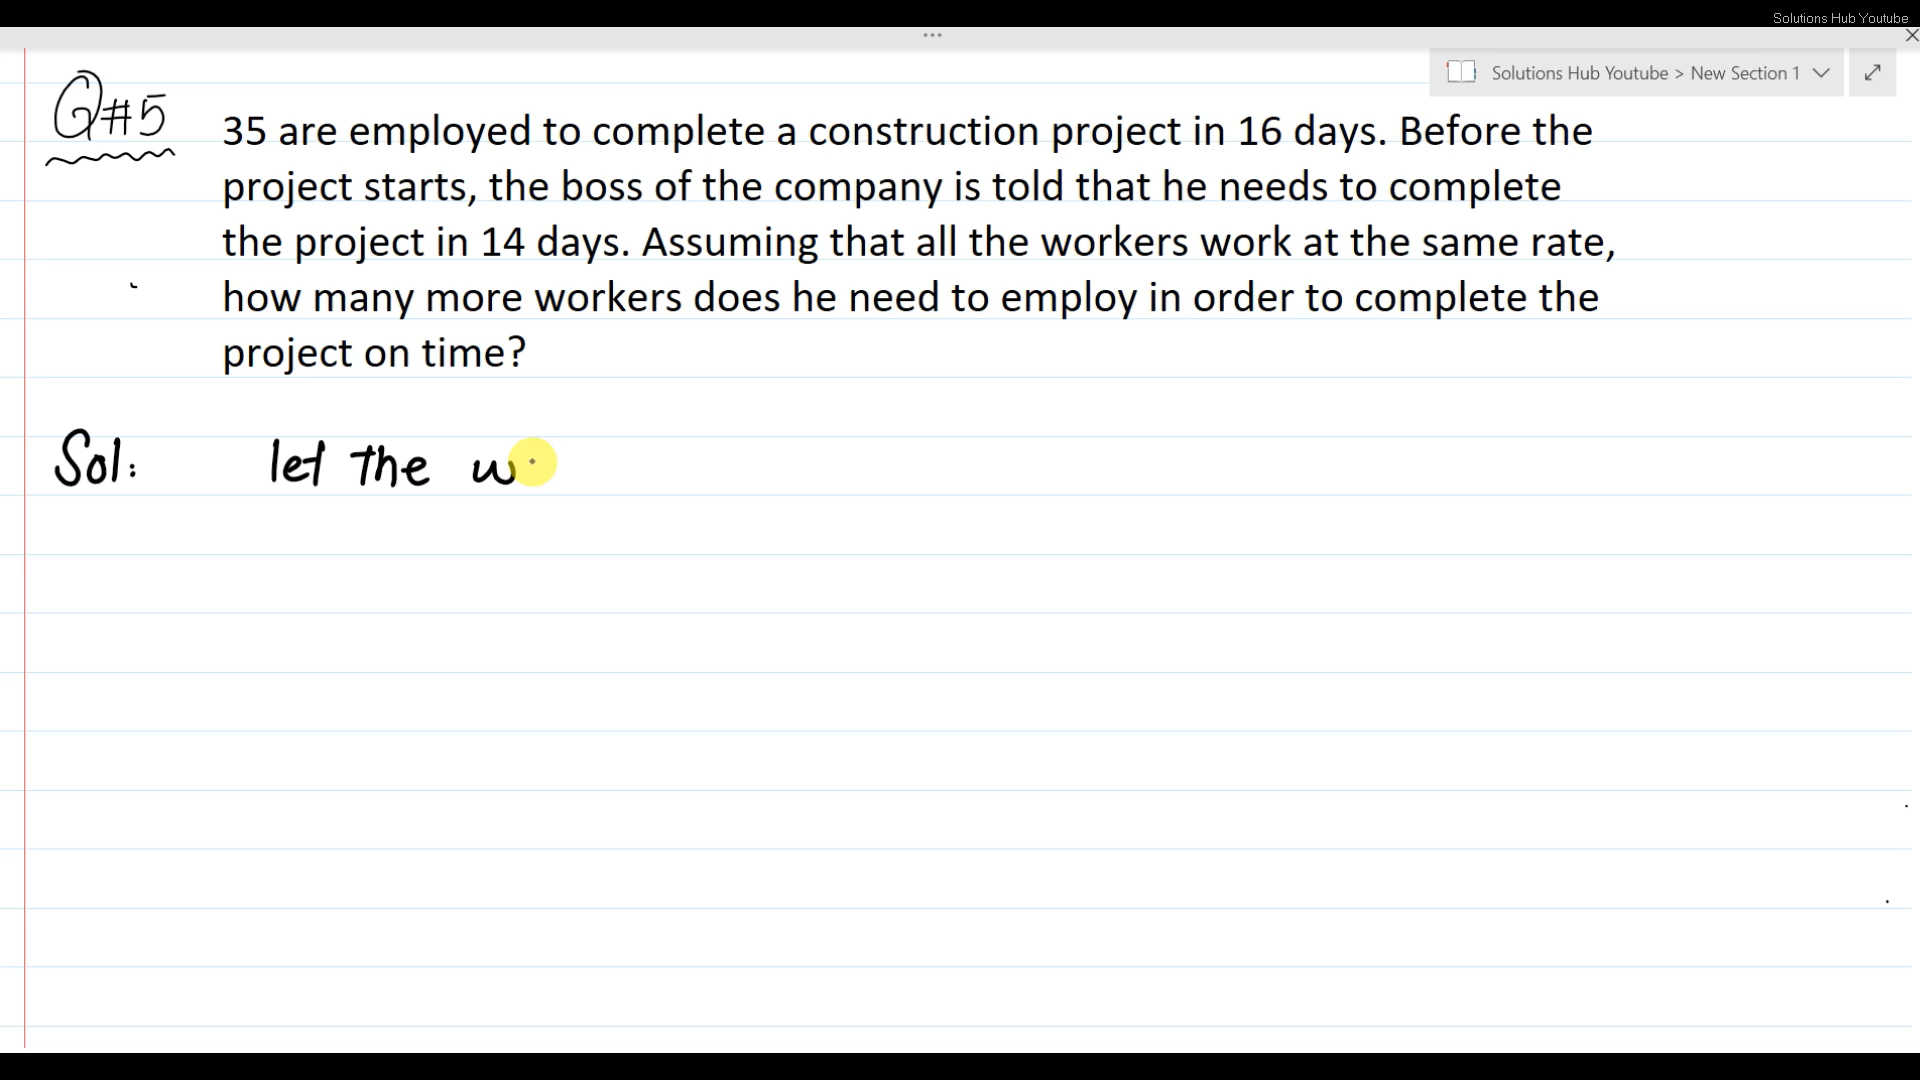 Solutions Hub Youtube
Solutions Hub Youtube > New Section 1
Q#5
35 are employed to complete a construction project in 16 days. Before the
project starts, the boss of the company is told that he needs to complete
the project in 14 days. Assuming that all the workers work at the same rate,
how many more workers does he need to employ in order to complete the
project on time?
Sol: let the w